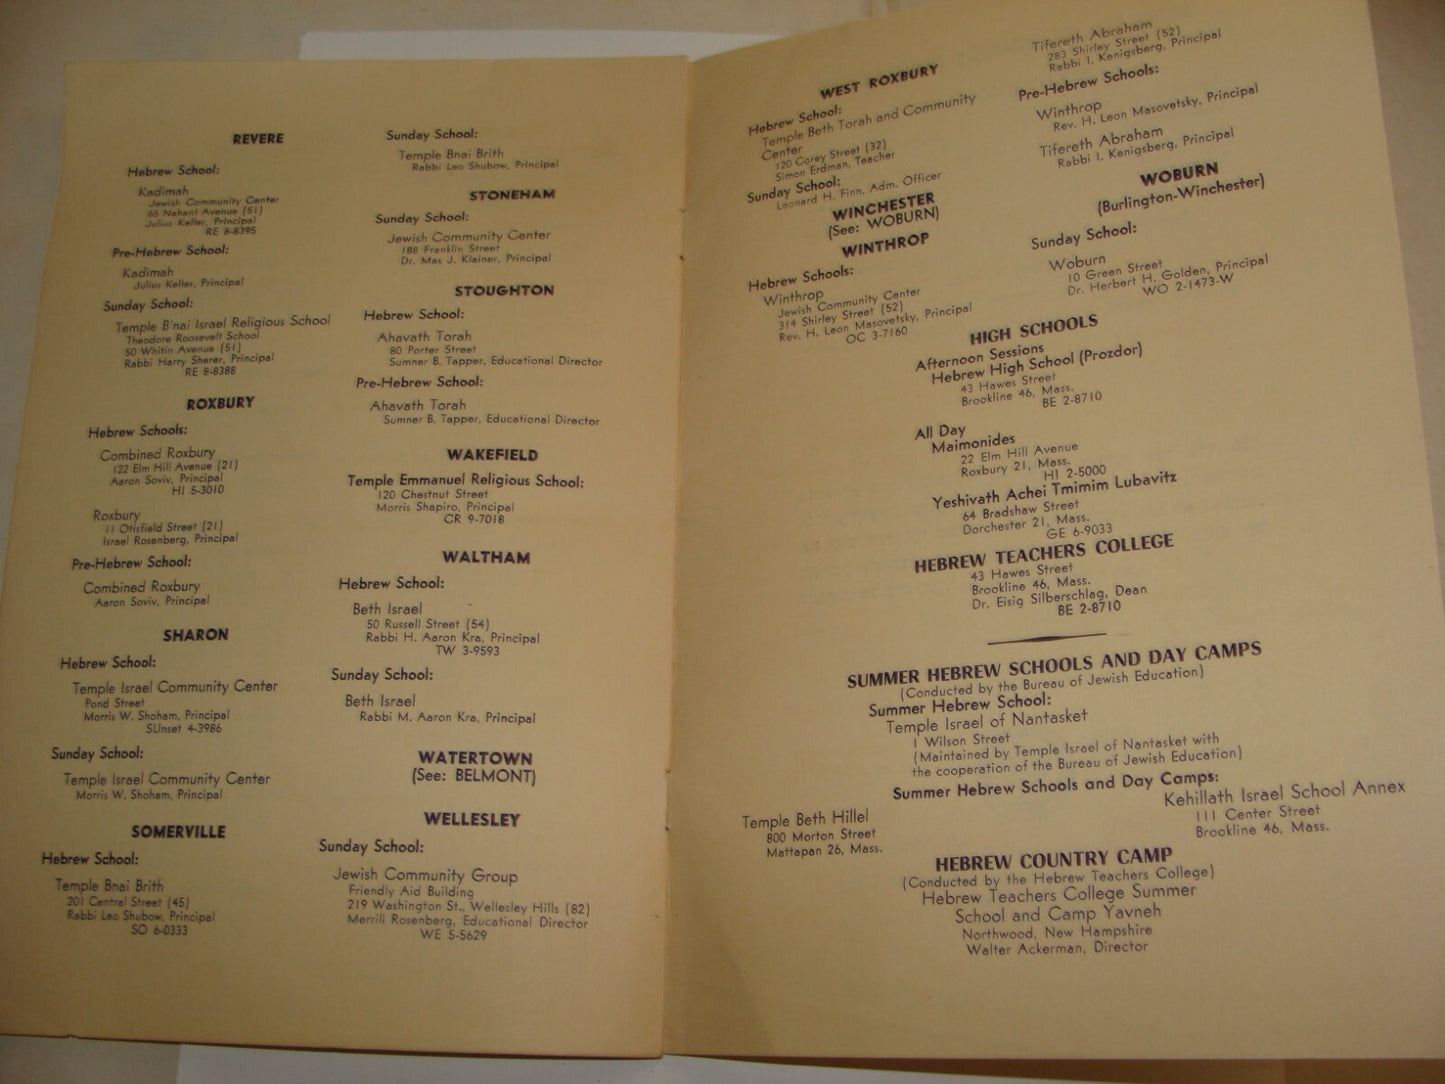 REVERE
Hebrew School:
Kadimah
Jewish Community Center
65 Nahant Avenue (51)
Julius Keller, Principal
RE 8-8395
Pre-Hebrew School:
Kadimah
Julius Keller, Principal
Sunday School:
Temple B'nai Israel Religious School
Theodore Roosevelt School
50 Whitin Avenue (51)
Rabbi Harry Sherer, Principal
RE 8-8388
ROXBURY
Hebrew Schools:
Combined Roxbury
122 Elm Hill Avenue (21)
Aaron Soviv, Principal
HI 5-3010
Roxbury
11 Otisfield Street (21)
Israel Rosenberg, Principal
Pre-Hebrew School:
Combined Roxbury
Aaron Soviv, Principal
SHARON
Hebrew School:
Temple Israel Community Center
Pond Street
Morris W. Shoham, Principal
SUnset 4-3986
Sunday School:
Temple Israel Community Center
Morris W. Shoham, Principal
SOMERVILLE
Hebrew School:
Temple Bnai Brith
201 Central Street (45)
Rabbi Leo Shubow, Principal
SO 6-0333
Sunday School:
Temple Bnai Brith
Rabbi Leo Shubow, Principal
STONEHAM
Sunday School:
Jewish Community Center
188 Franklin Street
Dr. Max J. Klainer, Principal
STOUGHTON
Hebrew School:
Ahavath Torah
80 Porter Street
Sumner B. Tapper, Educational Director
Pre-Hebrew School:
Ahavath Torah
Sumner B. Tapper, Educational Director
WAKEFIELD
Temple Emmanuel Religious School:
120 Chestnut Street
Morris Shapiro, Principal
CR 9-7018
WALTHAM
Hebrew School:
Beth Israel
50 Russell Street (54)
Rabbi H. Aaron Kra, Principal
TW 3-9593
Sunday School:
Beth Israel
Rabbi M. Aaron Kra, Principal
WATERTOWN
(See: BELMONT)
WELLESLEY
Sunday School:
Jewish Community Group
Friendly Aid Building
219 Washington St., Wellesley Hills (82)
Merrill Rosenberg, Educational Director
WE 5-5629
WEST ROXBURY
Hebrew School:
Temple Beth Torah and Community
Center
120 Corey Street (32)
Simon Erdman, Teacher
Sunday School:
Leonard H. Finn, Adm. Officer
WINCHESTER
(See: WOBURN)
WINTHROP
Hebrew Schools:
Winthrop
Jewish Community Center
314 Shirley Street (52)
Rev. H. Leon Masovetsky, Principal
OC 3-7160
Tifereth Abraham
283 Shirley Street (52)
Rabbi I. Kenigsberg, Principal
Pre-Hebrew Schools:
Winthrop
Rev. H. Leon Masovetsky, Principal
Tifereth Abraham
Rabbi I. Kenigsberg, Principal
WOBURN
(Burlington-Winchester)
Sunday School:
Woburn
10 Green Street
Dr. Herbert H. Golden, Principal
WO 2-1473-W
HIGH SCHOOLS
Afternoon Sessions
Hebrew High School (Prozdor)
43 Hawes Street
Brookline 46, Mass.
BE 2-8710
All Day
Maimonides
22 Elm Hill Avenue
Roxbury 21, Mass.
HI 2-5000
Yeshivath Achei Tmimim Lubavitz
64 Bradshaw Street
Dorchester 21, Mass.
GE 6-9033
HEBREW TEACHERS COLLEGE
43 Hawes Street
Brookline 46, Mass.
Dr. Eisig Silberschlag, Dean
BE 2-8710
SUMMER HEBREW SCHOOLS AND DAY CAMPS
(Conducted by the Bureau of Jewish Education)
Summer Hebrew School:
Temple Israel of Nantasket
1 Wilson Street
(Maintained by Temple Israel of Nantasket with
the cooperation of the Bureau of Jewish Education)
Summer Hebrew Schools and Day Camps:
Temple Beth Hillel
800 Morton Street
Mattapan 26, Mass.
Kehillath Israel School Annex
111 Center Street
Brookline 46, Mass.
HEBREW COUNTRY CAMP
(Conducted by the Hebrew Teachers College)
Hebrew Teachers College Summer
School and Camp Yavneh
Northwood, New Hampshire
Walter Ackerman, Director